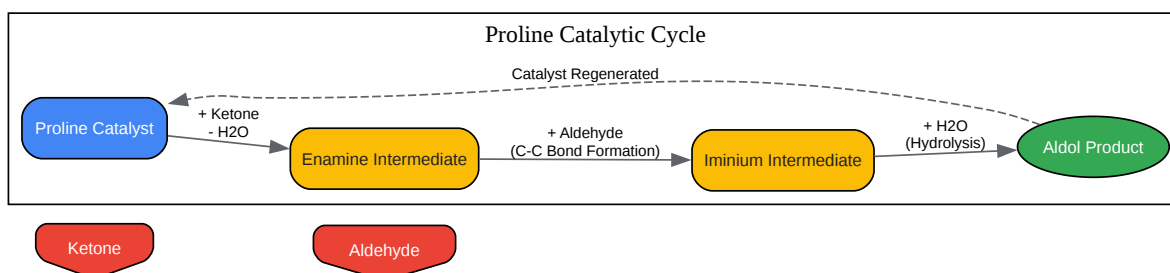 Proline Catalytic Cycle
Catalyst Regenerated
Proline Catalyst
+ Ketone
- H2O
Enamine Intermediate
+ Aldehyde
(C-C Bond Formation)
Iminium Intermediate
+ H2O
(Hydrolysis)
Aldol Product
Ketone
Aldehyde